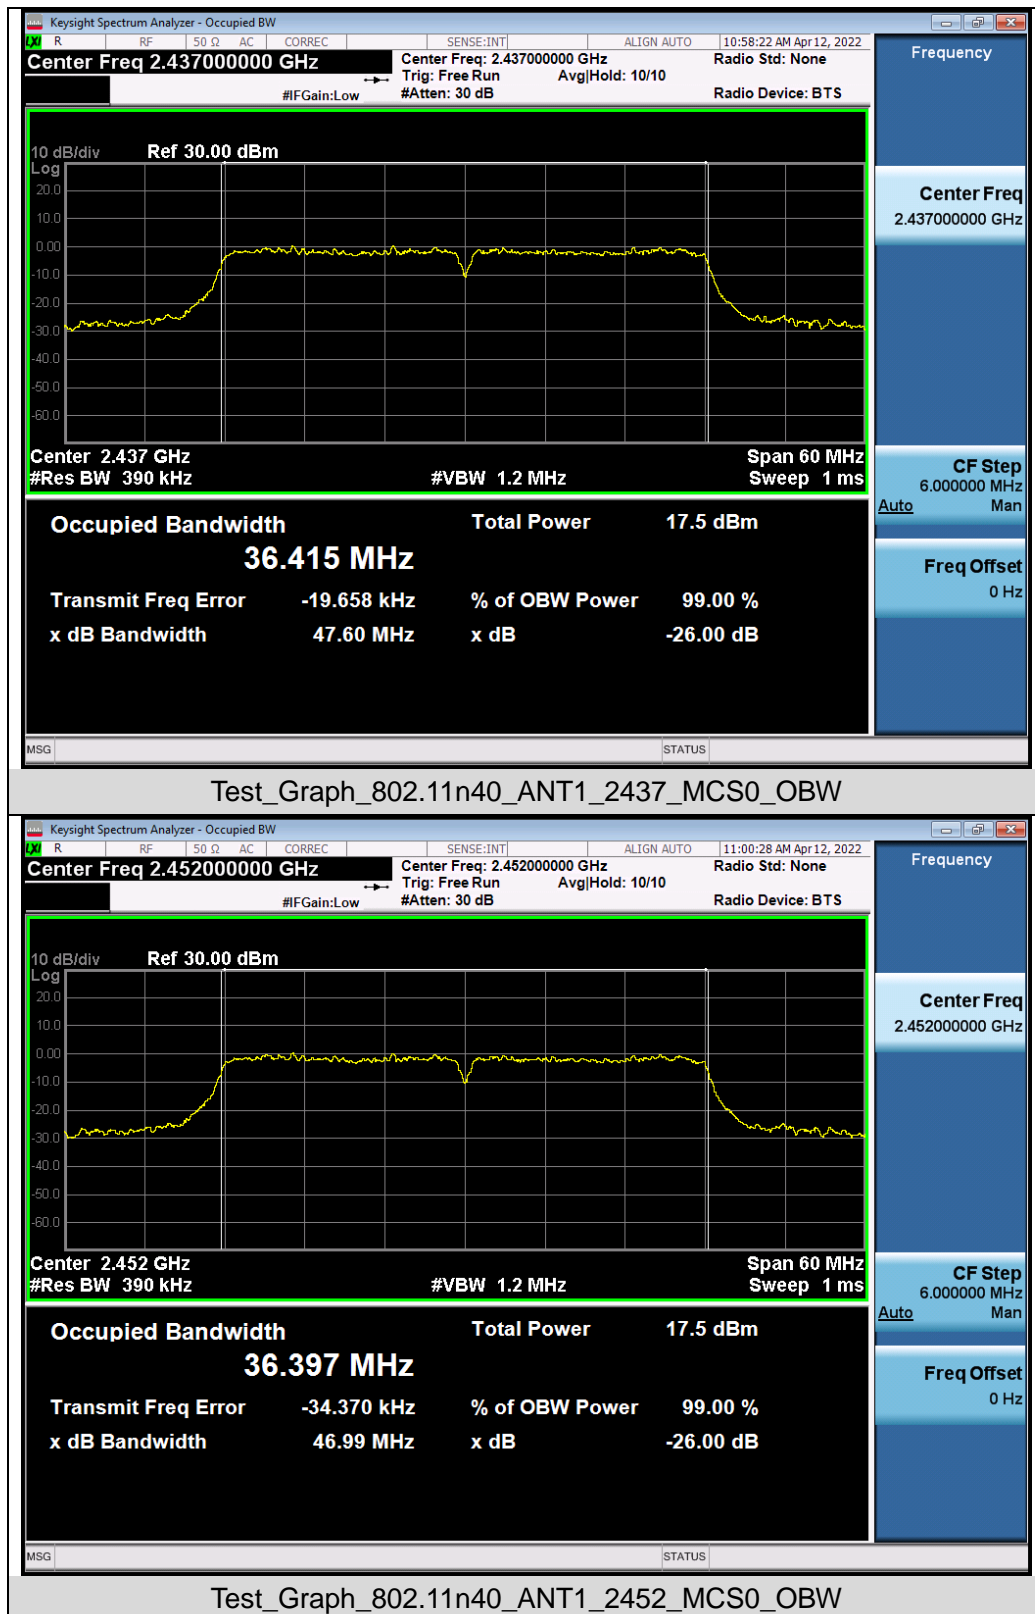 Keysight Spectrum Analyzer - Occupied BW
LXI R RF 50 Ω AC CORREC SENSE:INT ALIGN AUTO 10:58:22 AM Apr 12, 2022
Center Freq 2.437000000 GHz
Center Freq: 2.437000000 GHz
Radio Std: None
Trig: Free Run Avg|Hold: 10/10
#IFGain:Low #Atten: 30 dB
Radio Device: BTS
Frequency
10 dB/div Ref 30.00 dBm
Log
20.0
10.0
0.00
-10.0
-20.0
-30.0
-40.0
-50.0
-60.0
Center Freq
2.437000000 GHz
Center 2.437 GHz Span 60 MHz
#Res BW 390 kHz #VBW 1.2 MHz Sweep 1 ms
CF Step
6.000000 MHz
Auto Man
Freq Offset
0 Hz
Occupied Bandwidth Total Power 17.5 dBm
36.415 MHz
Transmit Freq Error -19.658 kHz % of OBW Power 99.00 %
x dB Bandwidth 47.60 MHz x dB -26.00 dB
MSG STATUS
Test_Graph_802.11n40_ANT1_2437_MCS0_OBW
Keysight Spectrum Analyzer - Occupied BW
LXI R RF 50 Ω AC CORREC SENSE:INT ALIGN AUTO 11:00:28 AM Apr 12, 2022
Center Freq 2.452000000 GHz
Center Freq: 2.452000000 GHz
Radio Std: None
Trig: Free Run Avg|Hold: 10/10
#IFGain:Low #Atten: 30 dB
Radio Device: BTS
Frequency
10 dB/div Ref 30.00 dBm
Log
20.0
10.0
0.00
-10.0
-20.0
-30.0
-40.0
-50.0
-60.0
Center Freq
2.452000000 GHz
Center 2.452 GHz Span 60 MHz
#Res BW 390 kHz #VBW 1.2 MHz Sweep 1 ms
CF Step
6.000000 MHz
Auto Man
Freq Offset
0 Hz
Occupied Bandwidth Total Power 17.5 dBm
36.397 MHz
Transmit Freq Error -34.370 kHz % of OBW Power 99.00 %
x dB Bandwidth 46.99 MHz x dB -26.00 dB
MSG STATUS
Test_Graph_802.11n40_ANT1_2452_MCS0_OBW